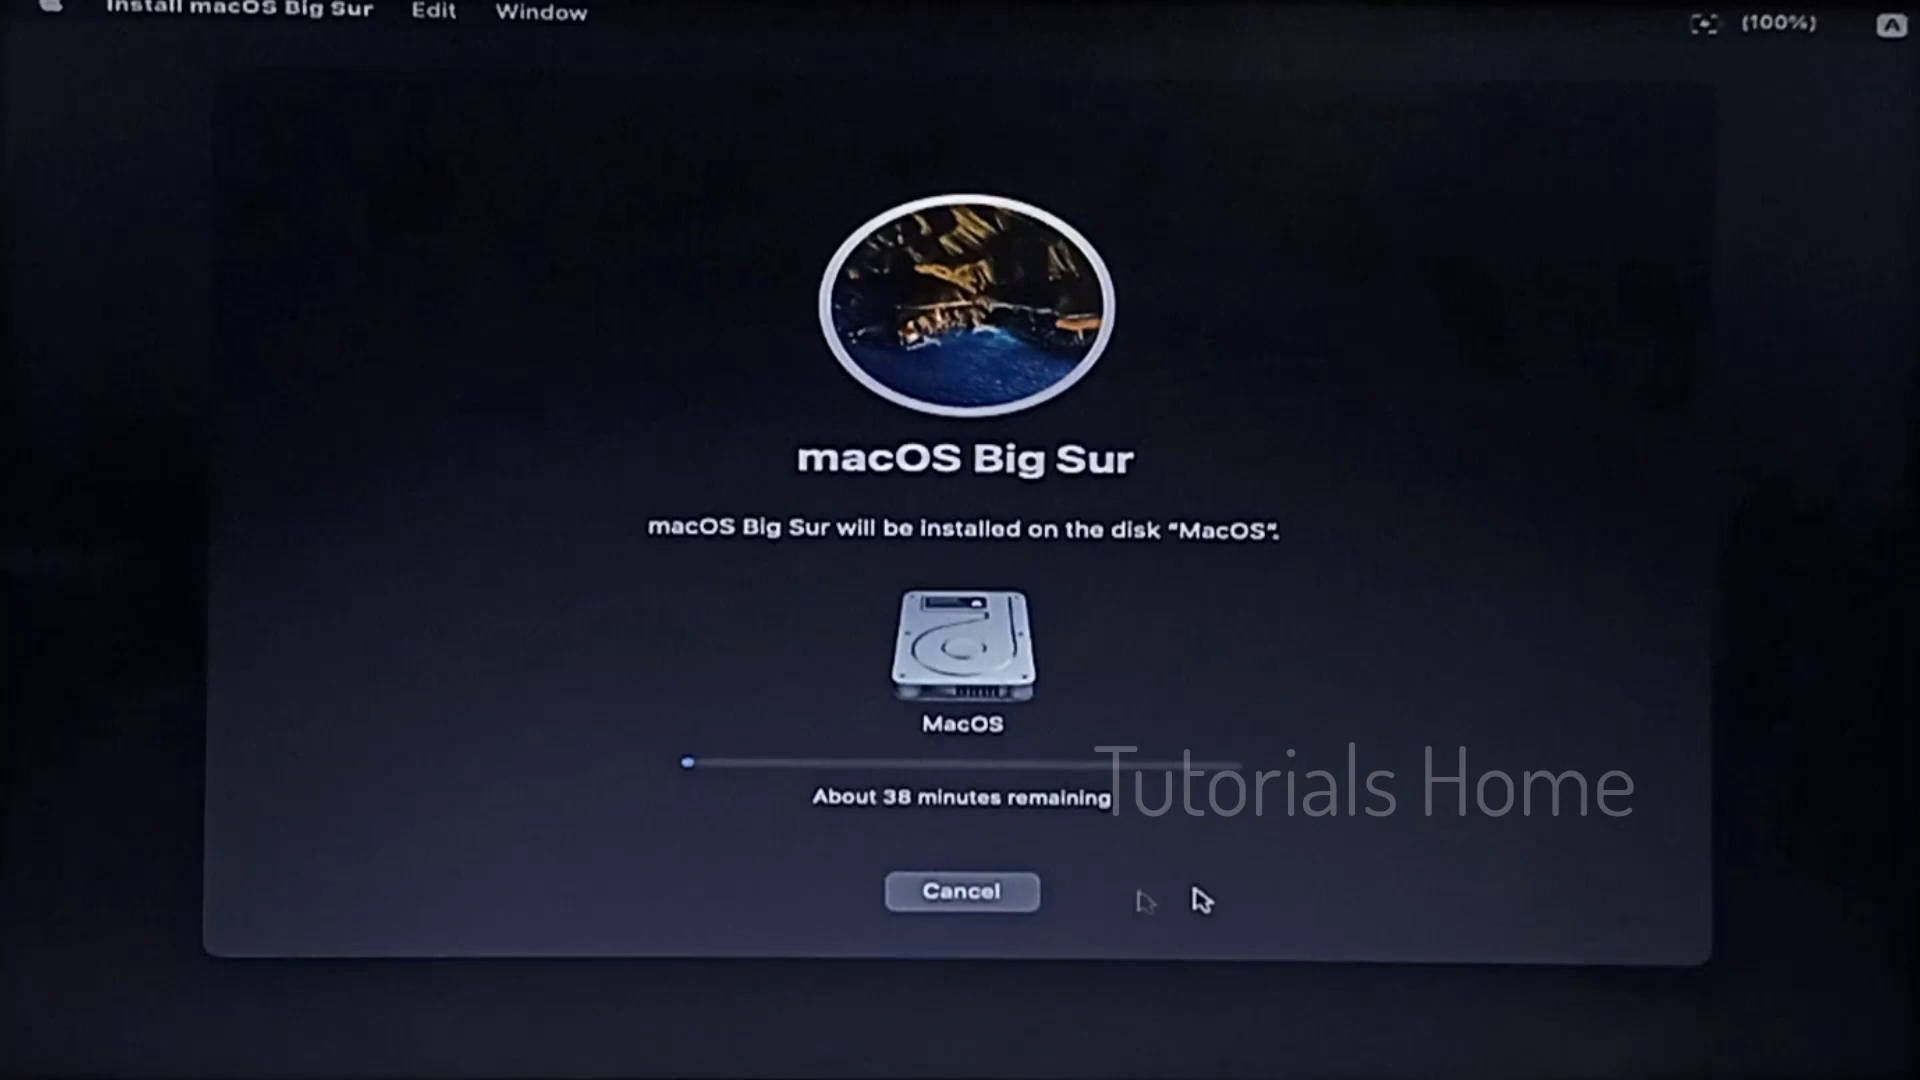 Install macOS Big Sur Edit Window (100%) A
macOS Big Sur
macOS Big Sur will be installed on the disk "MacOS".
MacOS
About 38 minutes remaining
Tutorials Home
Cancel